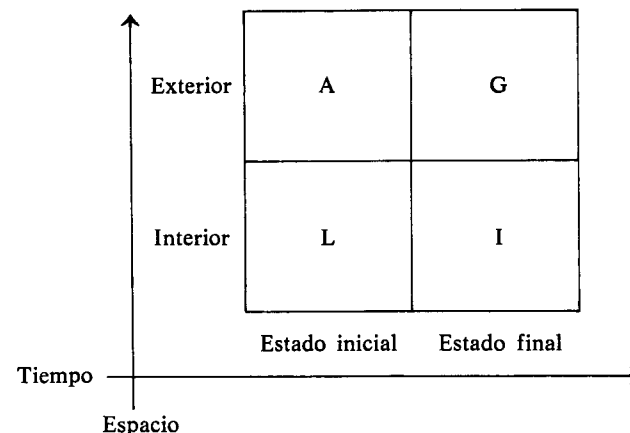 Exterior A G
Interior L I
Estado inicial Estado final
Tiempo
Espacio